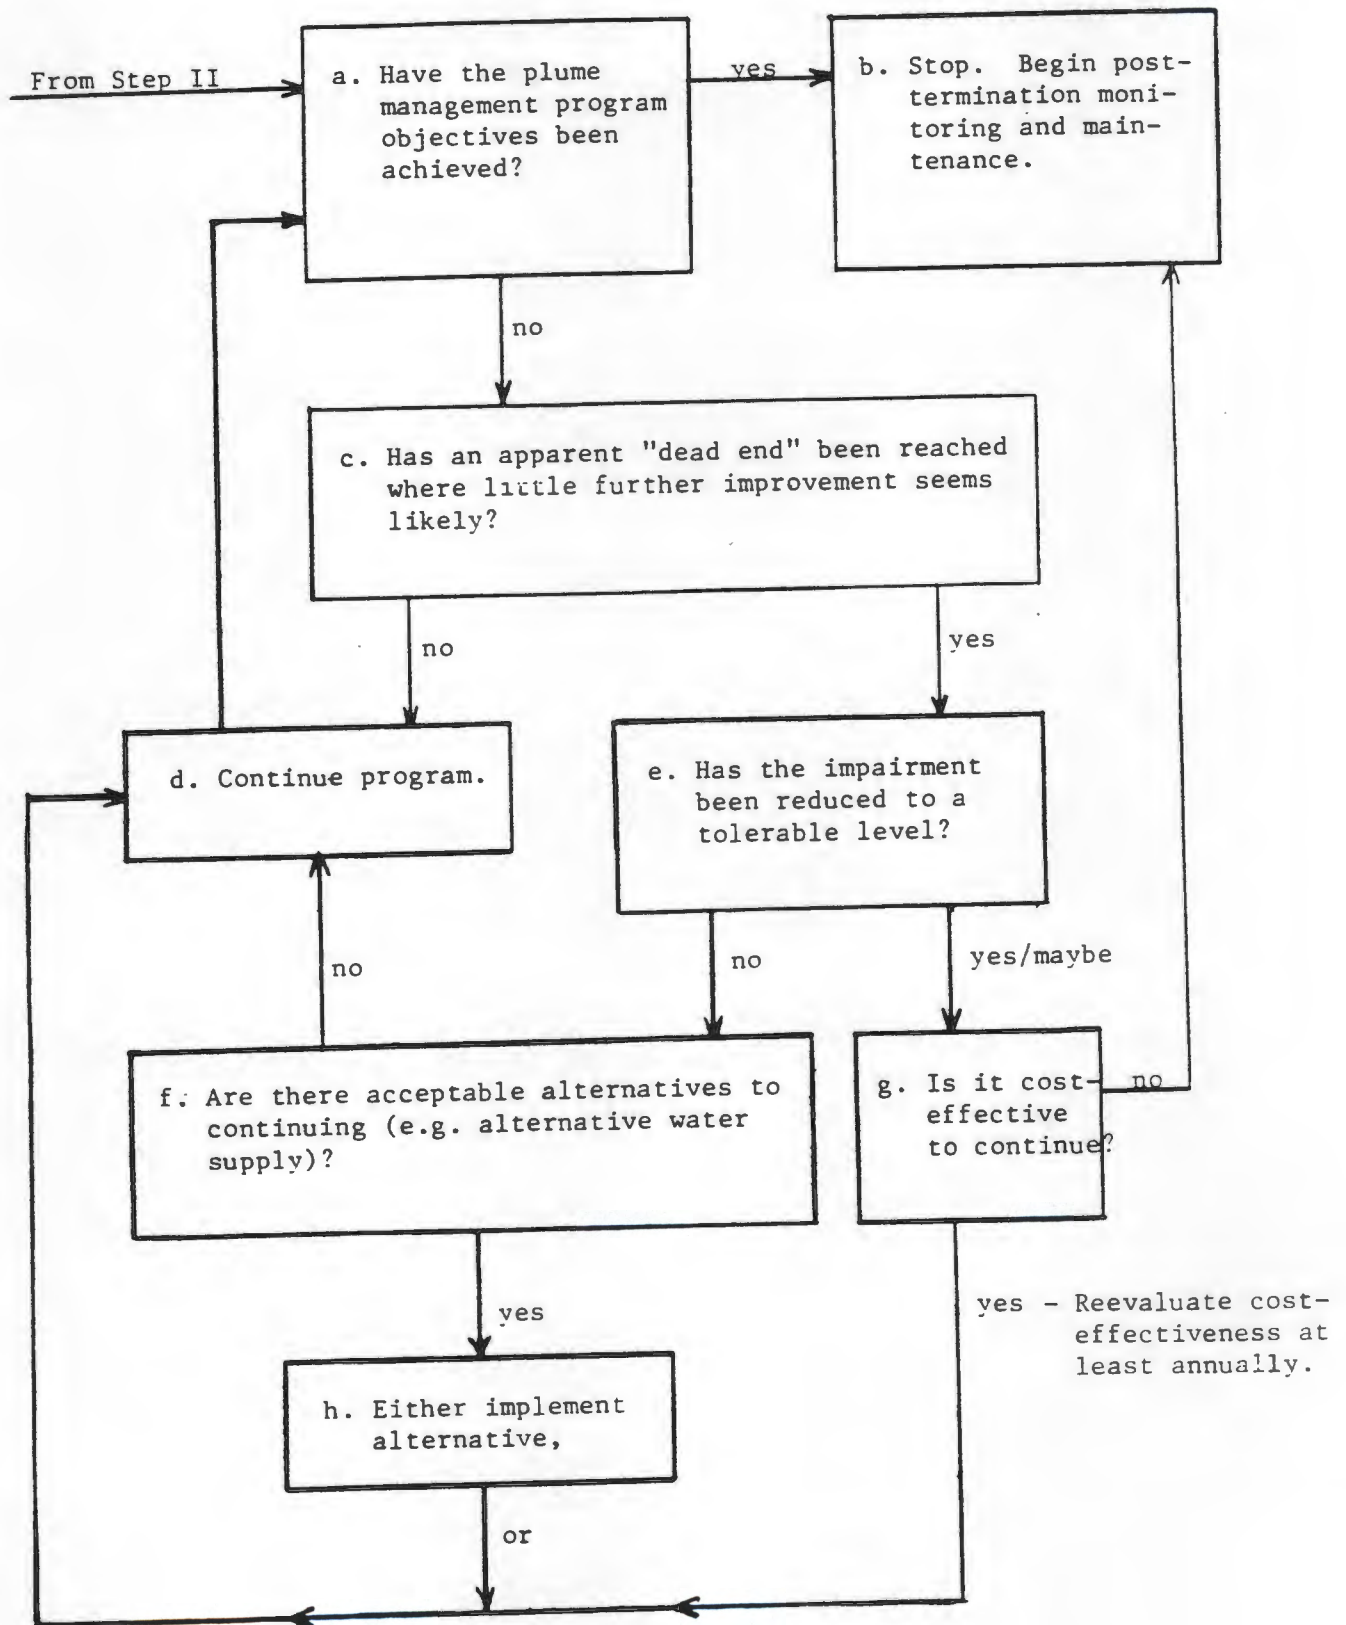 From Step II
a. Have the plume
management program
objectives been
achieved?
yes
b. Stop. Begin post-
termination moni-
toring and main-
tenance.
no
c. Has an apparent "dead end" been reached
where little further improvement seems
likely?
no
yes
d. Continue program.
e. Has the impairment
been reduced to a
tolerable level?
no
no
yes/maybe
f. Are there acceptable alternatives to
continuing (e.g. alternative water
supply)?
g. Is it cost-
effective
to continue?
no
yes
yes - Reevaluate cost-
effectiveness at
least annually.
h. Either implement
alternative,
or